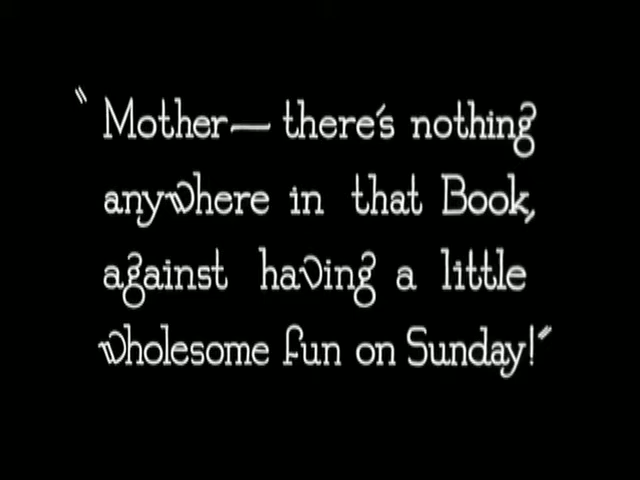 "Mother— there's nothing
anywhere in that Book,
against having a little
wholesome fun on Sunday!"